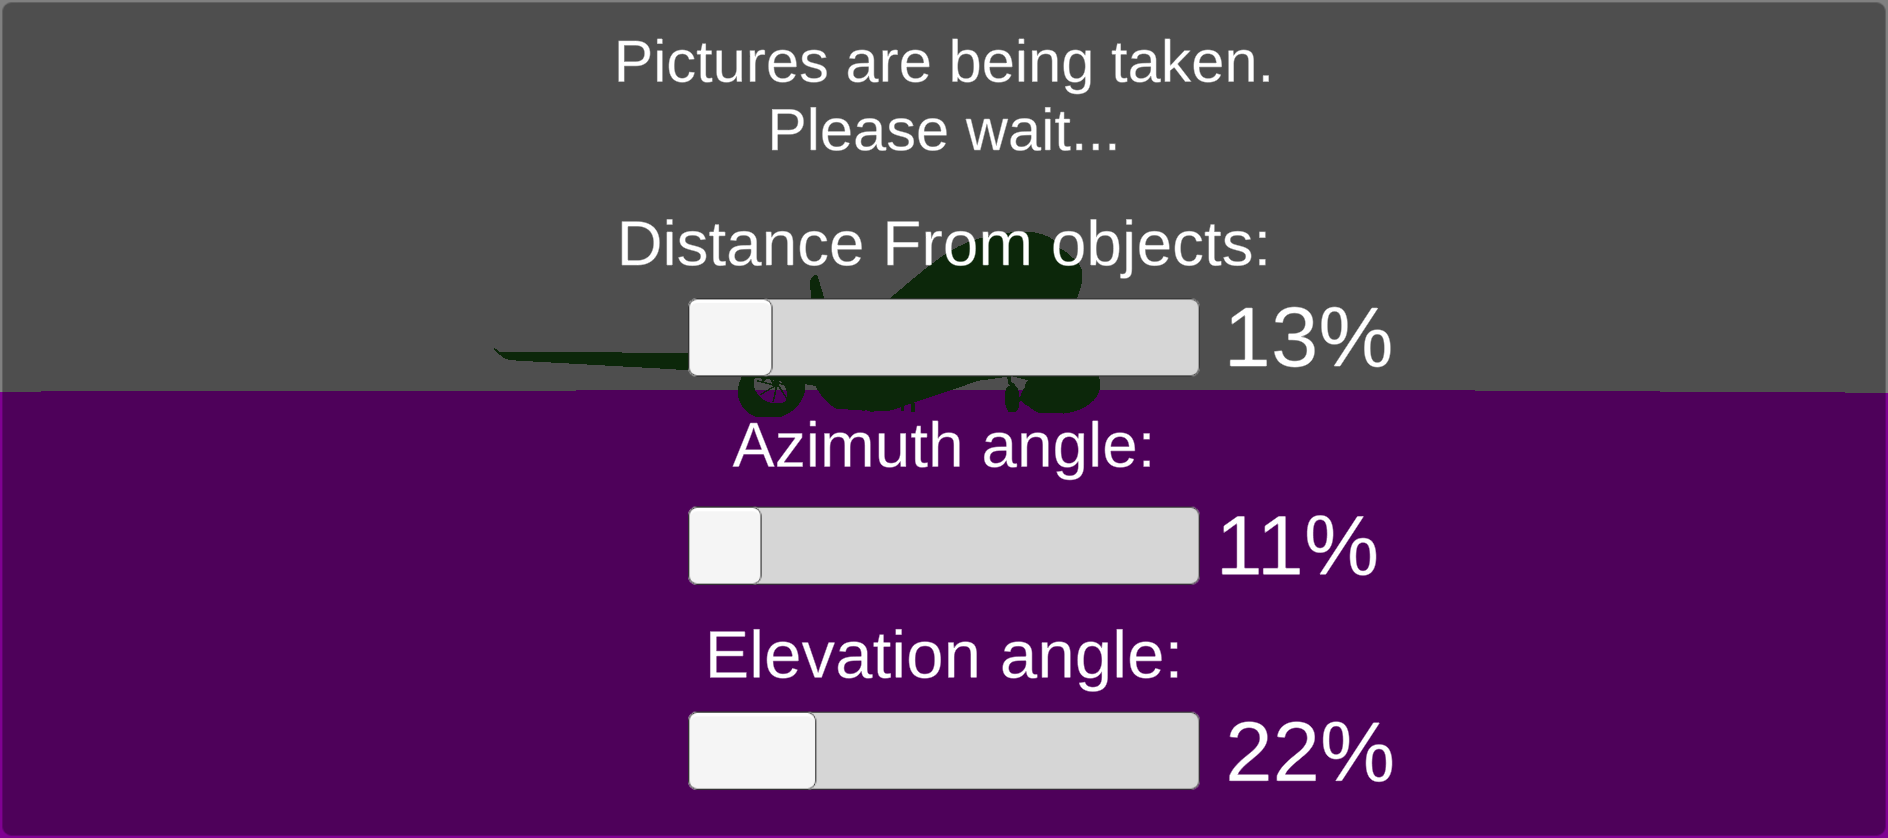 Pictures are being taken.
Please wait...
Distance From objects:
13%
Azimuth angle:
11%
Elevation angle:
22%